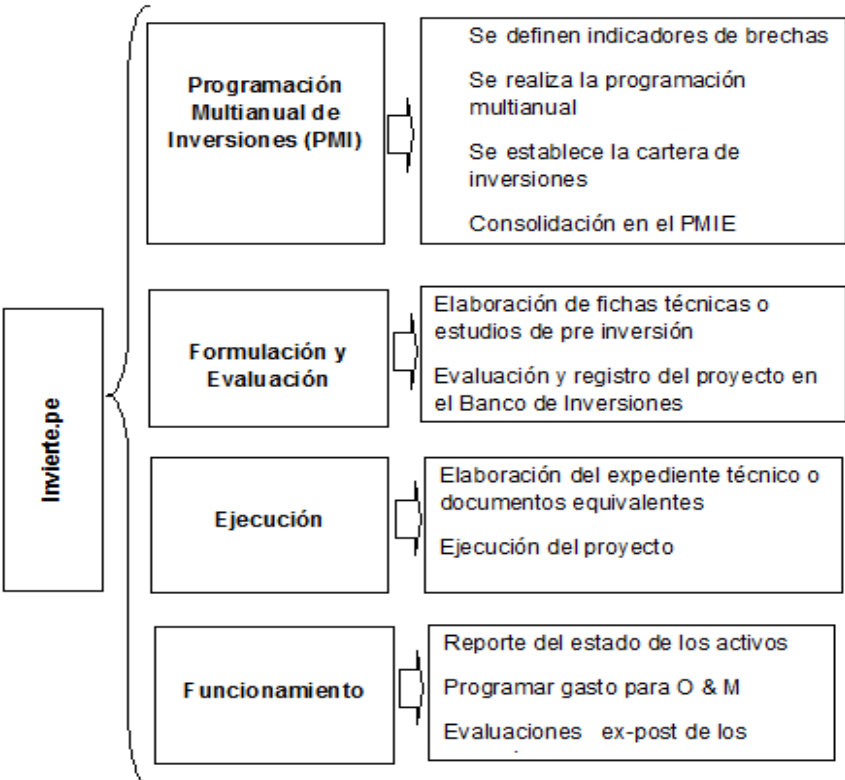 Invierte.pe
Programación
Multianual de
Inversiones (PMI)
Se definen indicadores de brechas
Se realiza la programación
multianual
Se establece la cartera de
inversiones
Consolidación en el PMIE
Formulación y
Evaluación
Elaboración de fichas técnicas o
estudios de pre inversión
Evaluación y registro del proyecto en
el Banco de Inversiones
Ejecución
Elaboración del expediente técnico o
documentos equivalentes
Ejecución del proyecto
Funcionamiento
Reporte del estado de los activos
Programar gasto para O & M
Evaluaciones ex-post de los